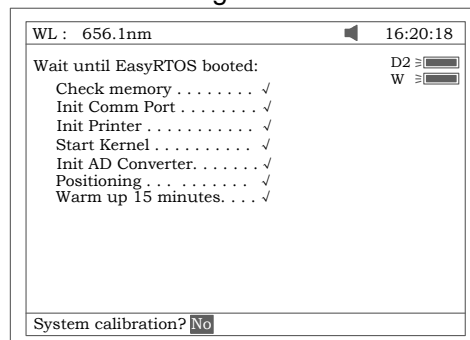 WL : 656.1nm 16:20:18
Wait until EasyRTOS booted:
D2
W
Check memory . . . . . . . . √
Init Comm Port . . . . . . . √
Init Printer . . . . . . . . . . . √
Start Kernel . . . . . . . . . . √
Init AD Converter. . . . . . . √
Positioning . . . . . . . . . . . √
Warm up 15 minutes. . . . √
System calibration? No